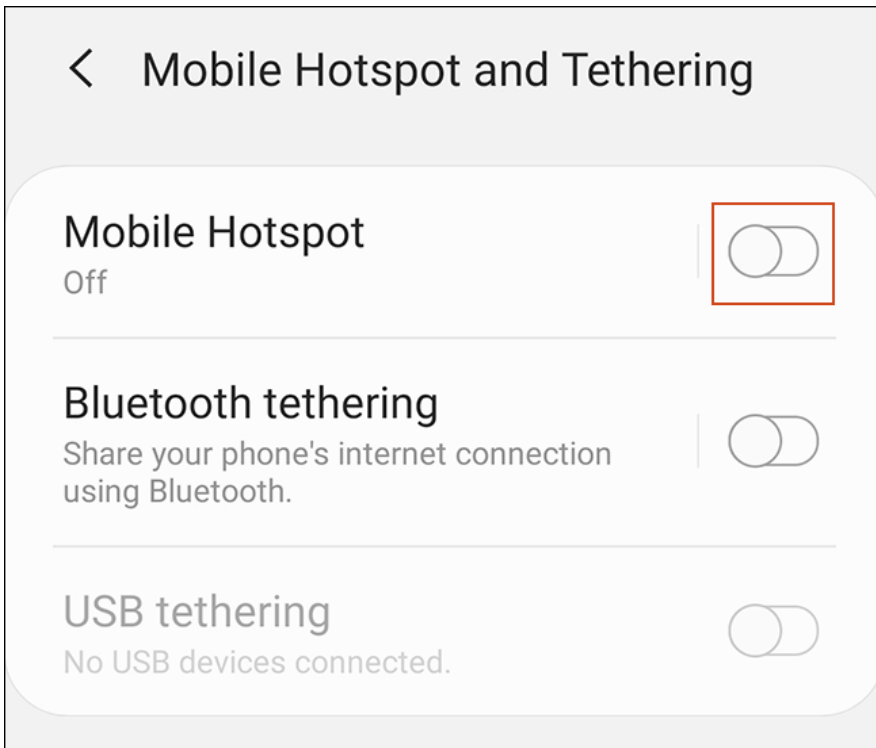 Mobile Hotspot and Tethering
Mobile Hotspot
Off
Bluetooth tethering
Share your phone's internet connection
using Bluetooth.
USB tethering
No USB devices connected.